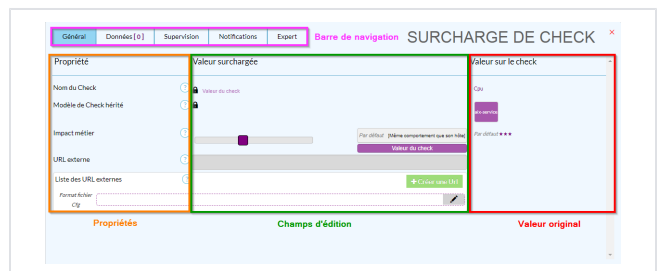 Général Données [ 0 ] Supervision Notifications Expert Barre de navigation SURCHARGE DE CHECK ×
Propriété Valeur surchargée Valeur sur le check
Nom du Check ? Valeur du check Cpu
Modèle de Check hérité ?
Impact métier ? Par défaut [Même comportement que son hôte] Par défaut ★★★
Valeur du check
URL externe ?
Liste des URL externes ? + Créer une Url
Format fichier
Cfg
Propriétés Champs d'édition Valeur original